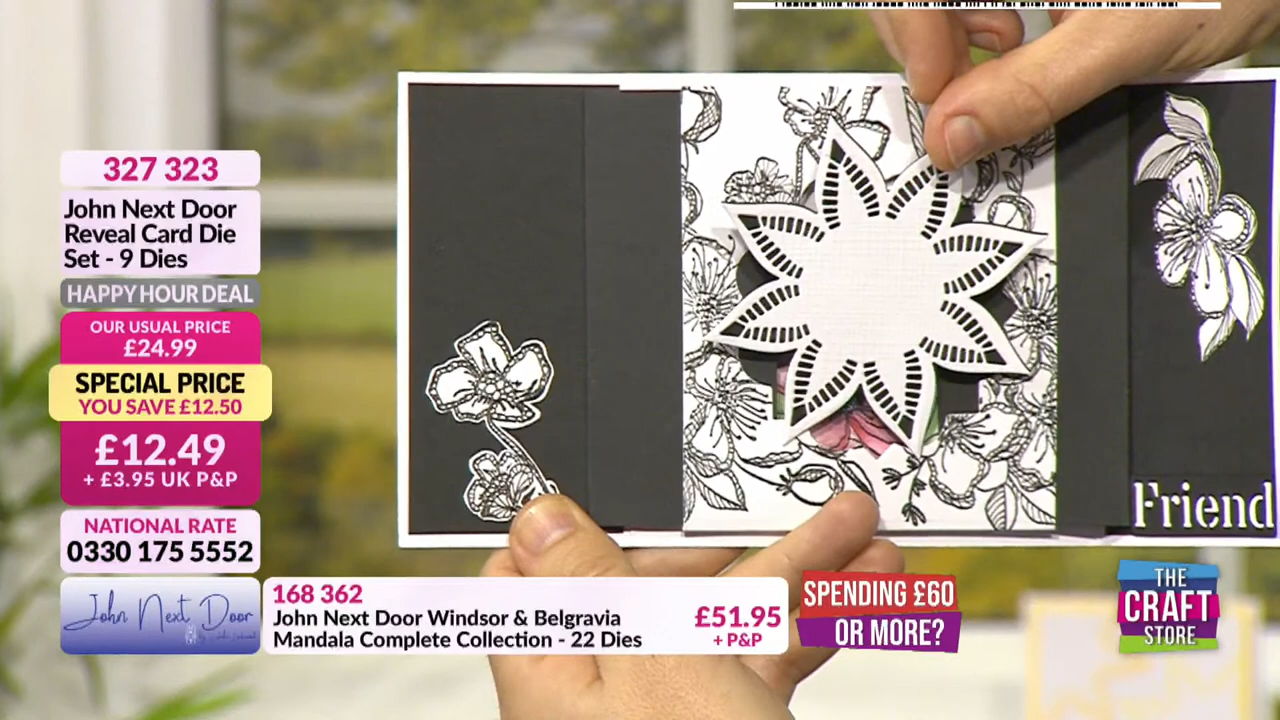 327 323
John Next Door
Reveal Card Die
Set - 9 Dies
HAPPY HOUR DEAL
OUR USUAL PRICE
£24.99
SPECIAL PRICE
YOU SAVE £12.50
£12.49
+ £3.95 UK P&P
NATIONAL RATE
0330 175 5552
John Next Door
168 362
John Next Door Windsor & Belgravia
Mandala Complete Collection - 22 Dies
£51.95
+ P&P
SPENDING £60
OR MORE?
THE
CRAFT
STORE
Friend